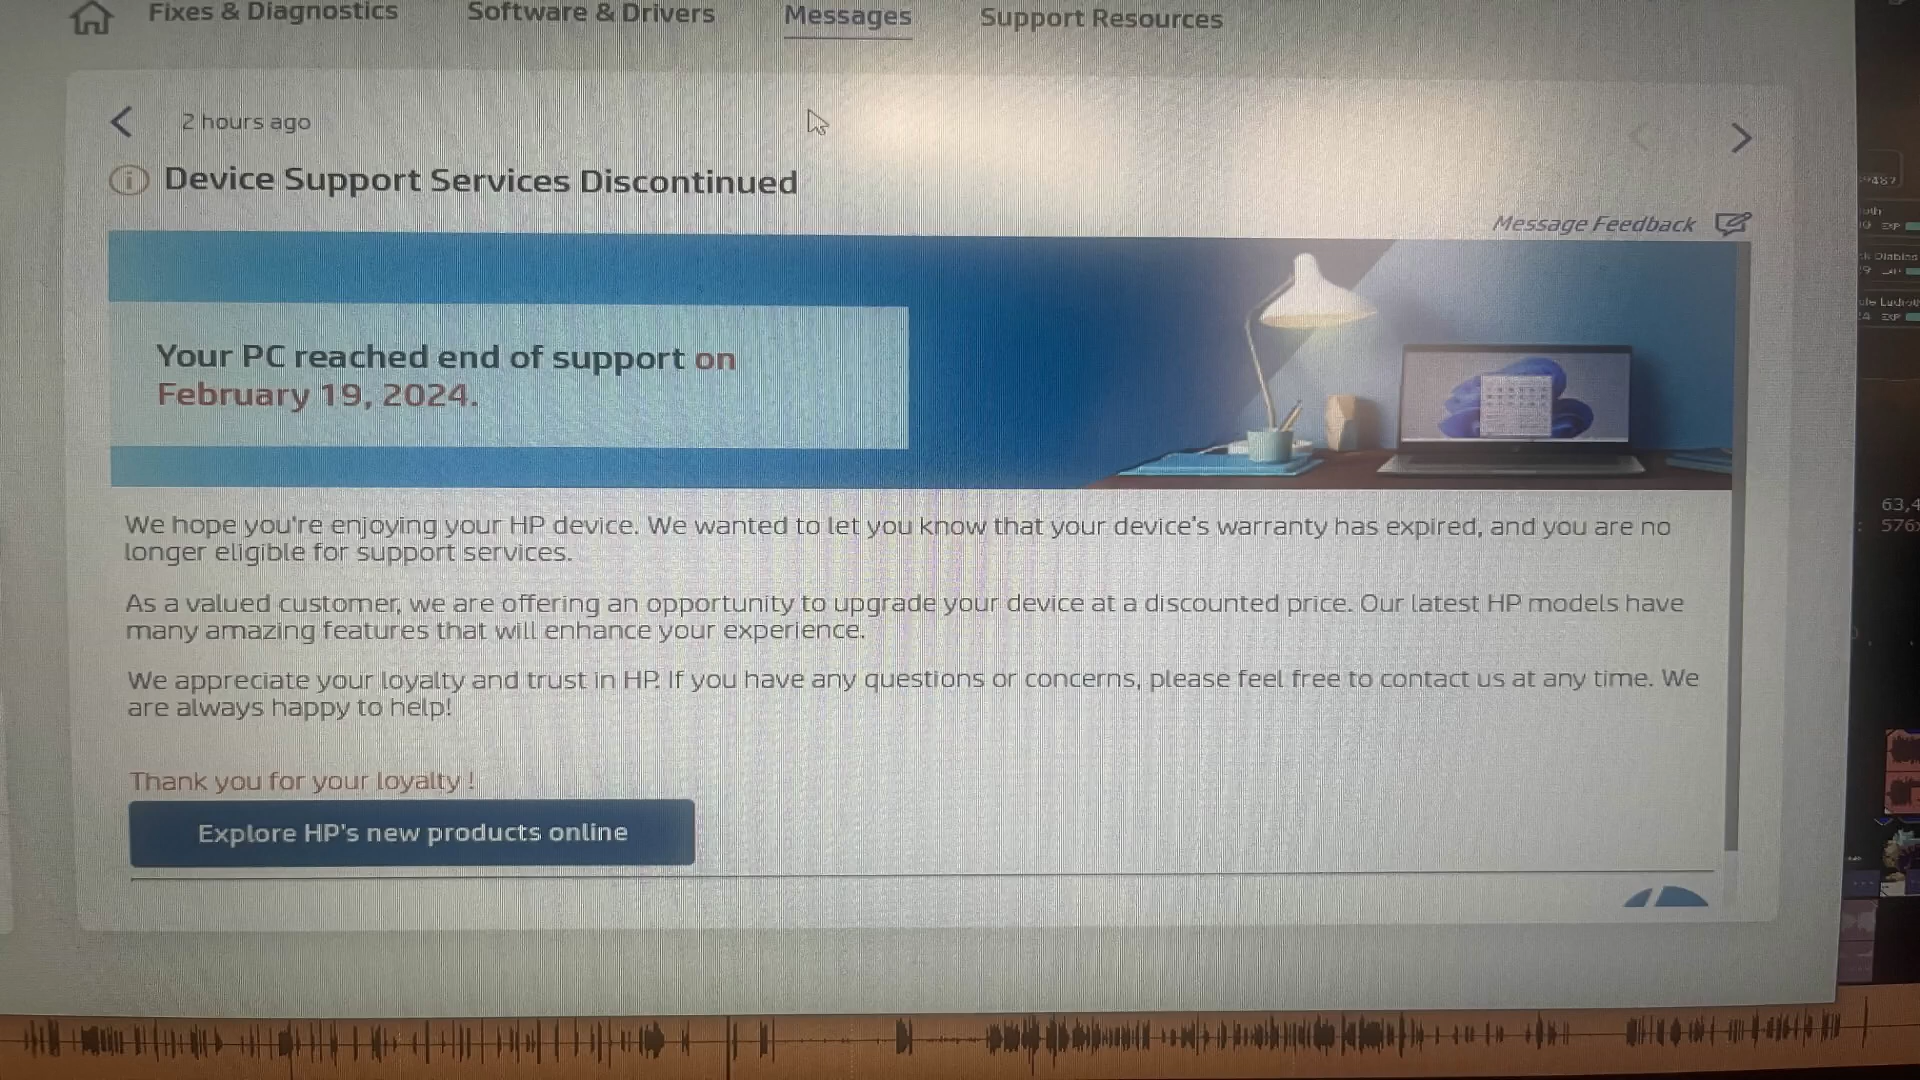 Fixes & Diagnostics
Software & Drivers
Messages
Support Resources
2 hours ago
Device Support Services Discontinued
Message Feedback
Your PC reached end of support on
February 19, 2024.
We hope you're enjoying your HP device. We wanted to let you know that your device's warranty has expired, and you are no
longer eligible for support services.
As a valued customer, we are offering an opportunity to upgrade your device at a discounted price. Our latest HP models have
many amazing features that will enhance your experience.
We appreciate your loyalty and trust in HP. If you have any questions or concerns, please feel free to contact us at any time. We
are always happy to help!
Thank you for your loyalty !
Explore HP's new products online
EXP
EXP
63,4